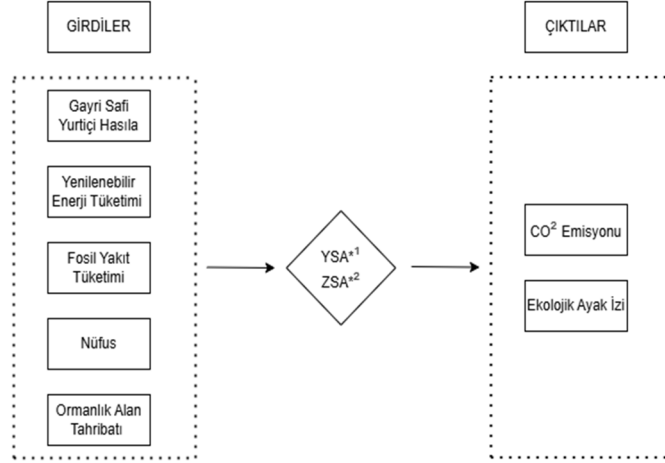 GİRDİLER
Gayri Safi
Yurtiçi Hasıla
Yenilenebilir
Enerji Tüketimi
Fosil Yakıt
Tüketimi
Nüfus
Ormanlık Alan
Tahribatı
YSA*¹
ZSA*²
ÇIKTILAR
CO² Emisyonu
Ekolojik Ayak İzi